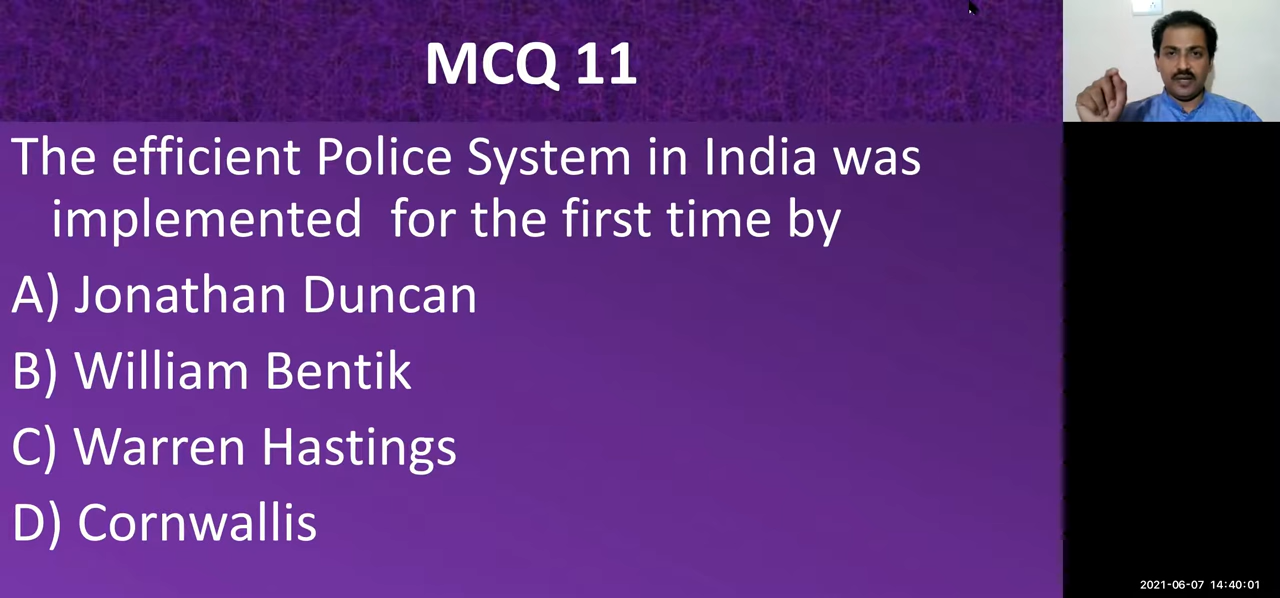 MCQ 11
The efficient Police System in India was
implemented for the first time by
A) Jonathan Duncan
B) William Bentik
C) Warren Hastings
D) Cornwallis
2021-06-07 14:40:01